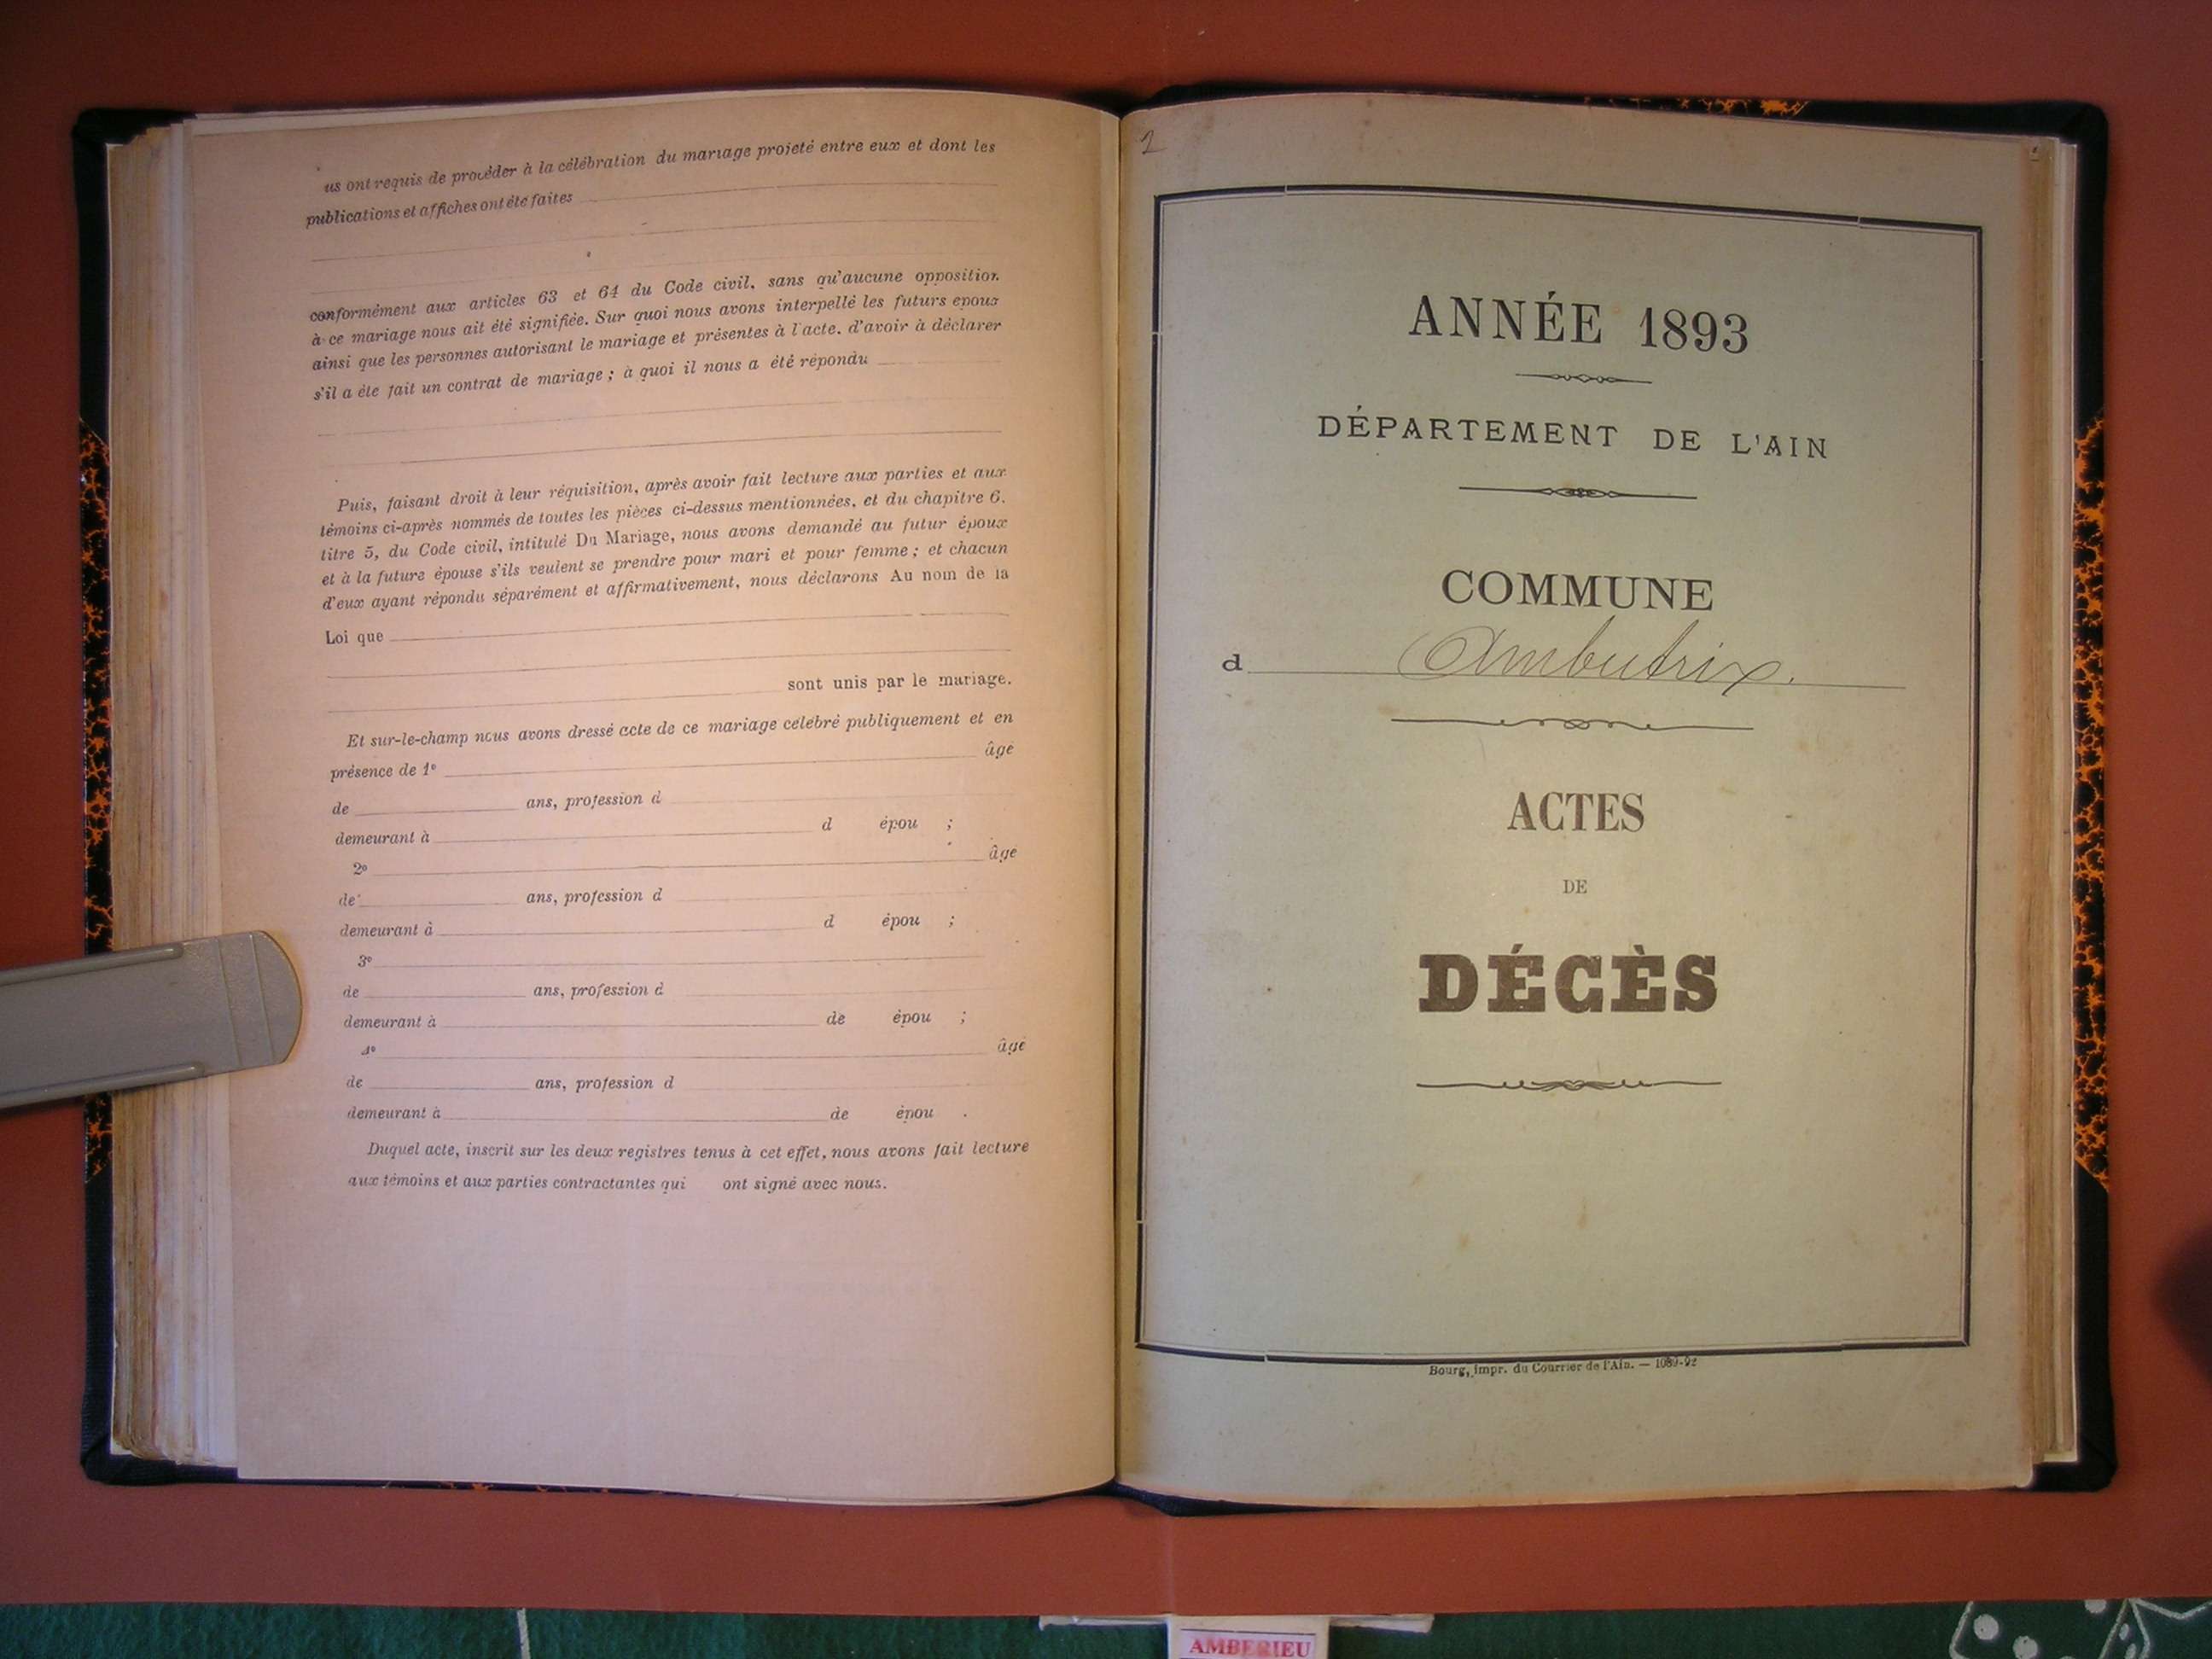 us ont requis de procéder à la célébration du mariage projeté entre eux et dont les
publications et affiches ont été faites
conformément aux articles 63 et 64 du Code civil, sans qu'aucune opposition
à ce mariage nous ait été signifiée. Sur quoi nous avons interpellé les futurs epoux
ainsi que les personnes autorisant le mariage et présentes à l'acte. d'avoir à déclarer
s'il a éte fait un contrat de mariage ; à quoi il nous a été répondu
Puis, faisant droit à leur réquisition, après avoir fait lecture aux parties et aux
témoins ci-après nommés de toutes les pièces ci-dessus mentionnées, et du chapitre 6.
titre 5, du Code civil, intitulé Du Mariage, nous avons demandé au futur époux
et à la future épouse s'ils veulent se prendre pour mari et pour femme ; et chacun
d'eux ayant répondu séparément et affirmativement, nous déclarons Au nom de la
Loi que
sont unis par le mariage.
Et sur-le-champ nous avons dressé acte de ce mariage célébré publiquement et en
présence de 1° âgé
de ans, profession d
demeurant à d épou ;
2° âge
de ans, profession d
demeurant à d épou ;
3°
de ans, profession d
demeurant à de épou ;
4° âgé
de ans, profession d
demeurant à de épou .
Duquel acte, inscrit sur les deux registres tenus à cet effet, nous avons fait lecture
aux témoins et aux parties contractantes qui ont signé avec nous.
2
ANNÉE 1893
DÉPARTEMENT DE L'AIN
COMMUNE
d Ambutrix.
ACTES
DE
DÉCÈS
Bourg, impr. du Courrier de l'Ain. — 1089-92
AMBERIEU